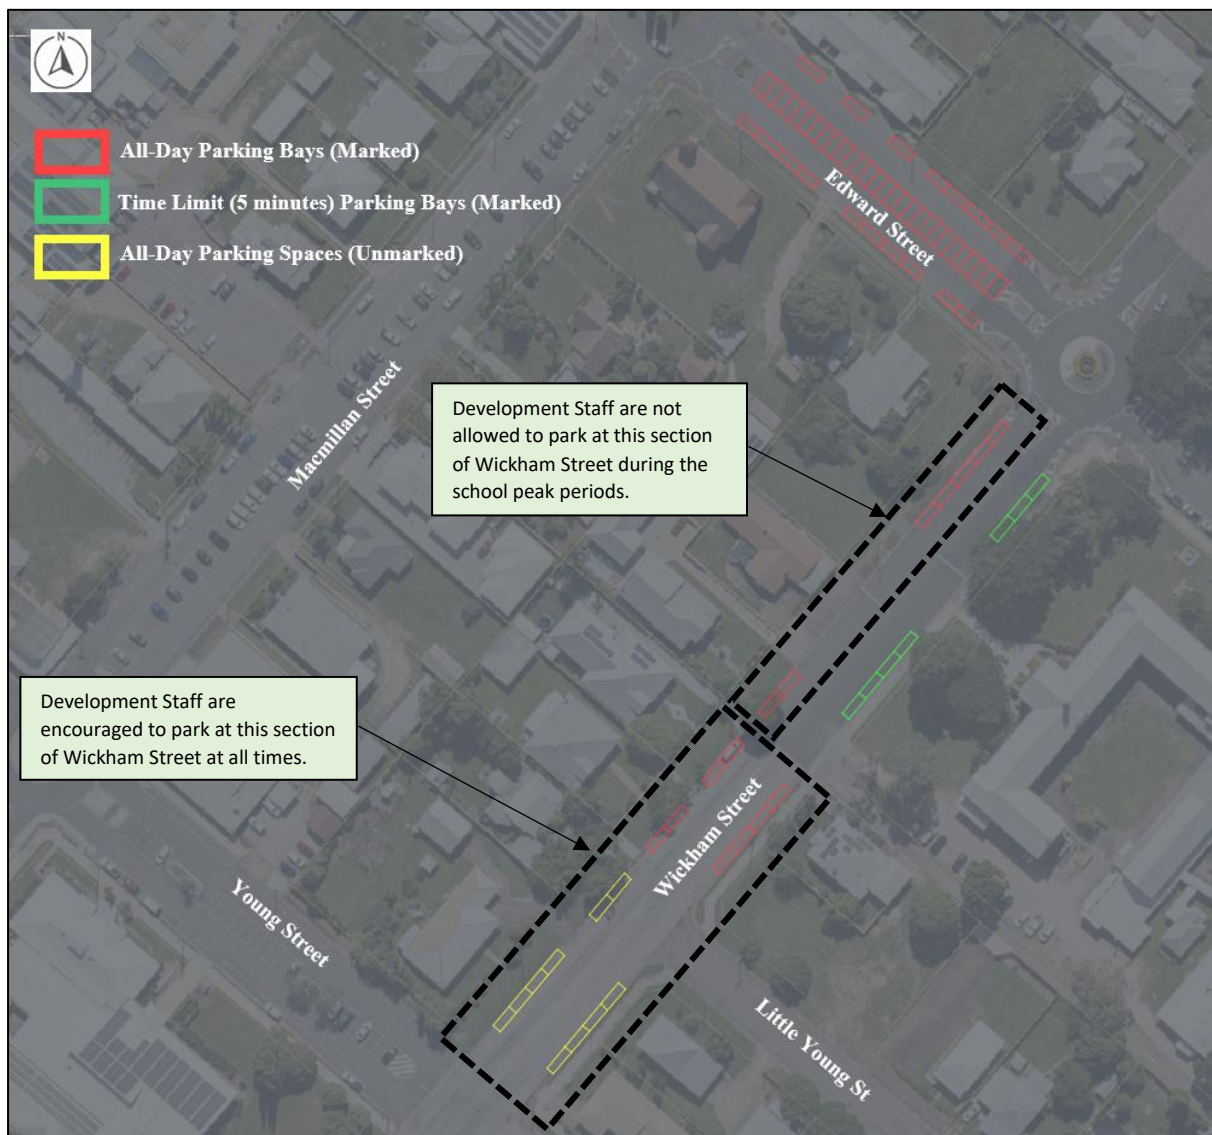 N
All-Day Parking Bays (Marked)
Time Limit (5 minutes) Parking Bays (Marked)
All-Day Parking Spaces (Unmarked)
Edward Street
Macmillan Street
Development Staff are not
allowed to park at this section
of Wickham Street during the
school peak periods.
Development Staff are
encouraged to park at this section
of Wickham Street at all times.
Wickham Street
Young Street
Little Young St